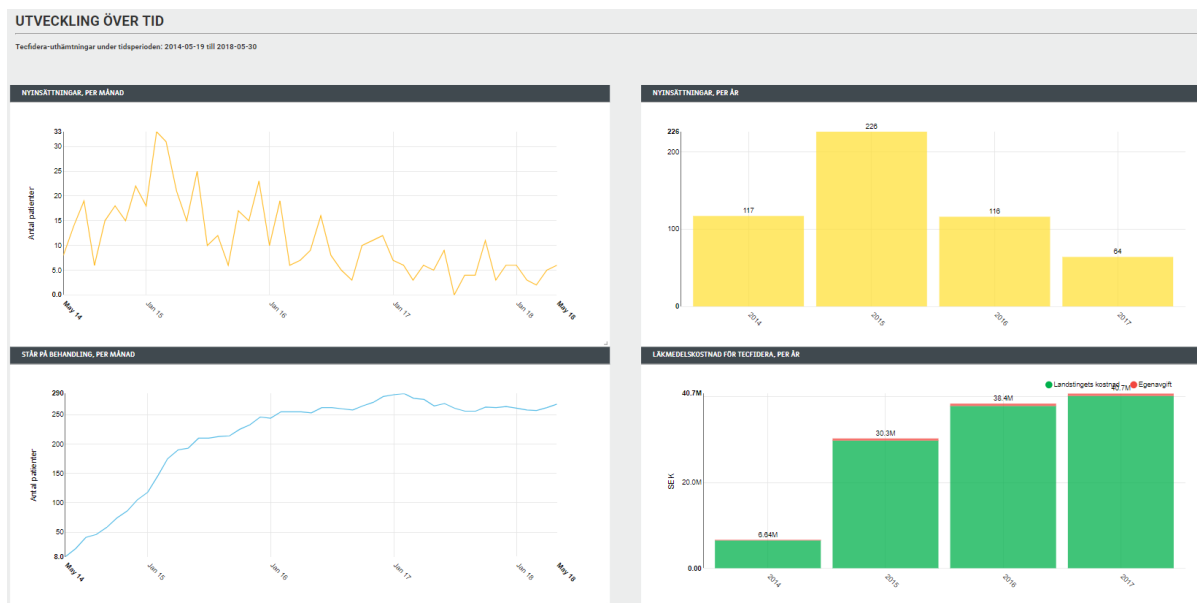 UTVECKLING ÖVER TID
Tecfidera-uthämtningar under tidsperioden: 2014-05-19 till 2018-05-30
NYINSÄTTNINGAR, PER MÅNAD
33
30
25
20
15
10
5.0
0.0
Antal patienter
May 14
Jan 15
Jan 16
Jan 17
Jan 18
May 18
NYINSÄTTNINGAR, PER ÅR
226
200
100
0
117
226
116
64
2014
2015
2016
2017
STÅR PÅ BEHANDLING, PER MÅNAD
290
250
200
150
100
50
8.0
Antal patienter
May 14
Jan 15
Jan 16
Jan 17
Jan 18
May 18
LÄKMEDELSKOSTNAD FÖR TECFIDERA, PER ÅR
Landstingets kostnad
Egenavgift
40.7M
20.0M
0.00
SEK
6.64M
30.3M
38.4M
40.7M
2014
2015
2016
2017